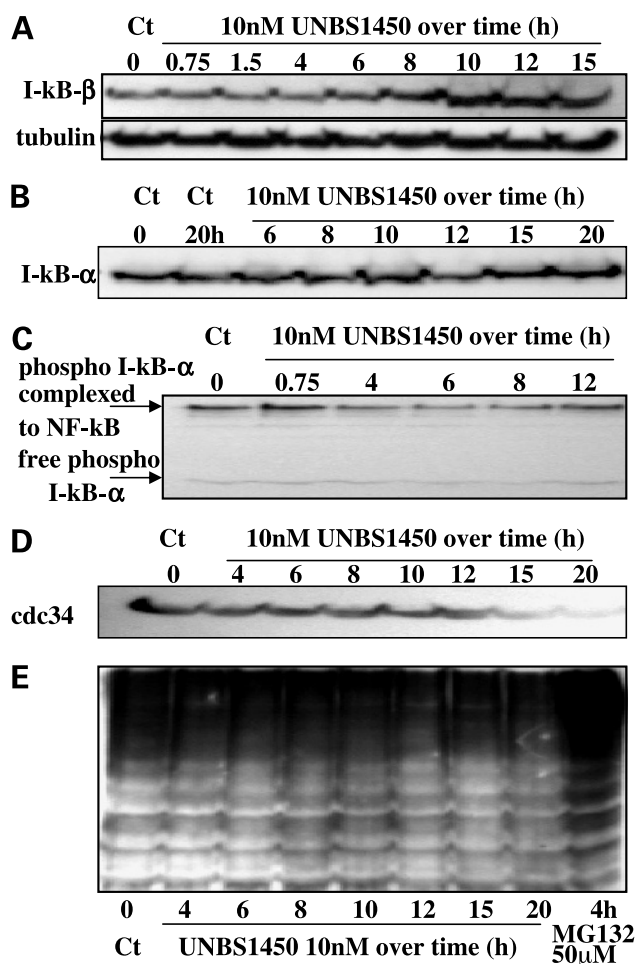 A
Ct 10nM UNBS1450 over time (h)
0 0.75 1.5 4 6 8 10 12 15
I-kB-β
tubulin
B
Ct Ct 10nM UNBS1450 over time (h)
0 20h 6 8 10 12 15 20
I-kB-α
C
Ct 10nM UNBS1450 over time (h)
phospho I-kB-α
0 0.75 4 6 8 12
complexed
to NF-kB
free phospho
I-kB-α
D
Ct 10nM UNBS1450 over time (h)
0 4 6 8 10 12 15 20
cdc34
E
0 4 6 8 10 12 15 20 4h
Ct UNBS1450 10nM over time (h) MG132
50μM